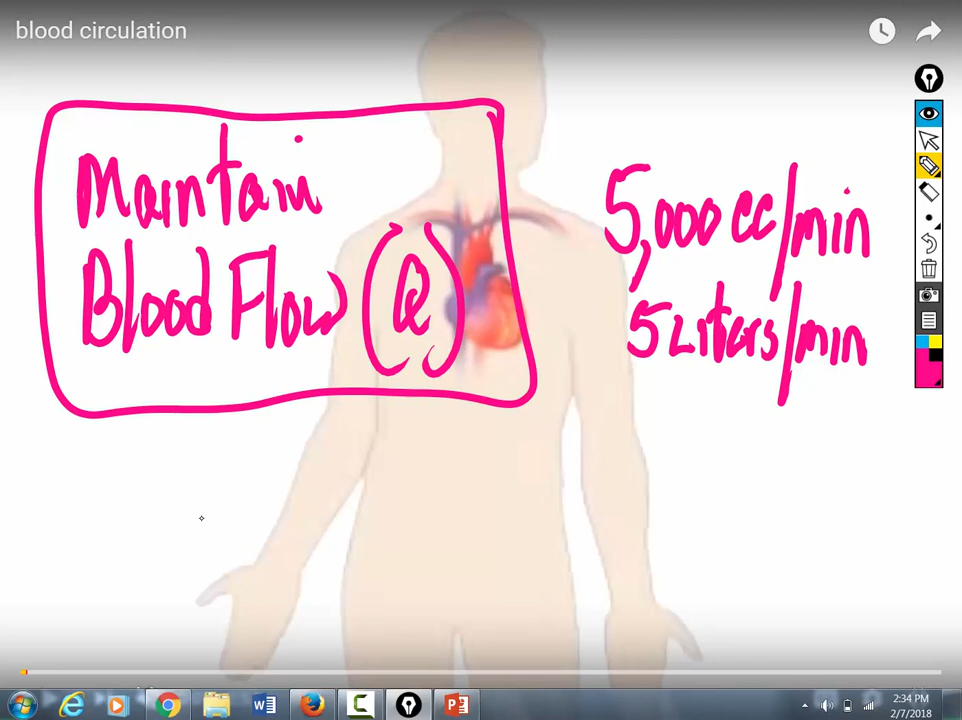 blood circulation
Maintain
Blood Flow (Q)
5,000 cc/min
5 Liters/min
2:34 PM
2/7/2018